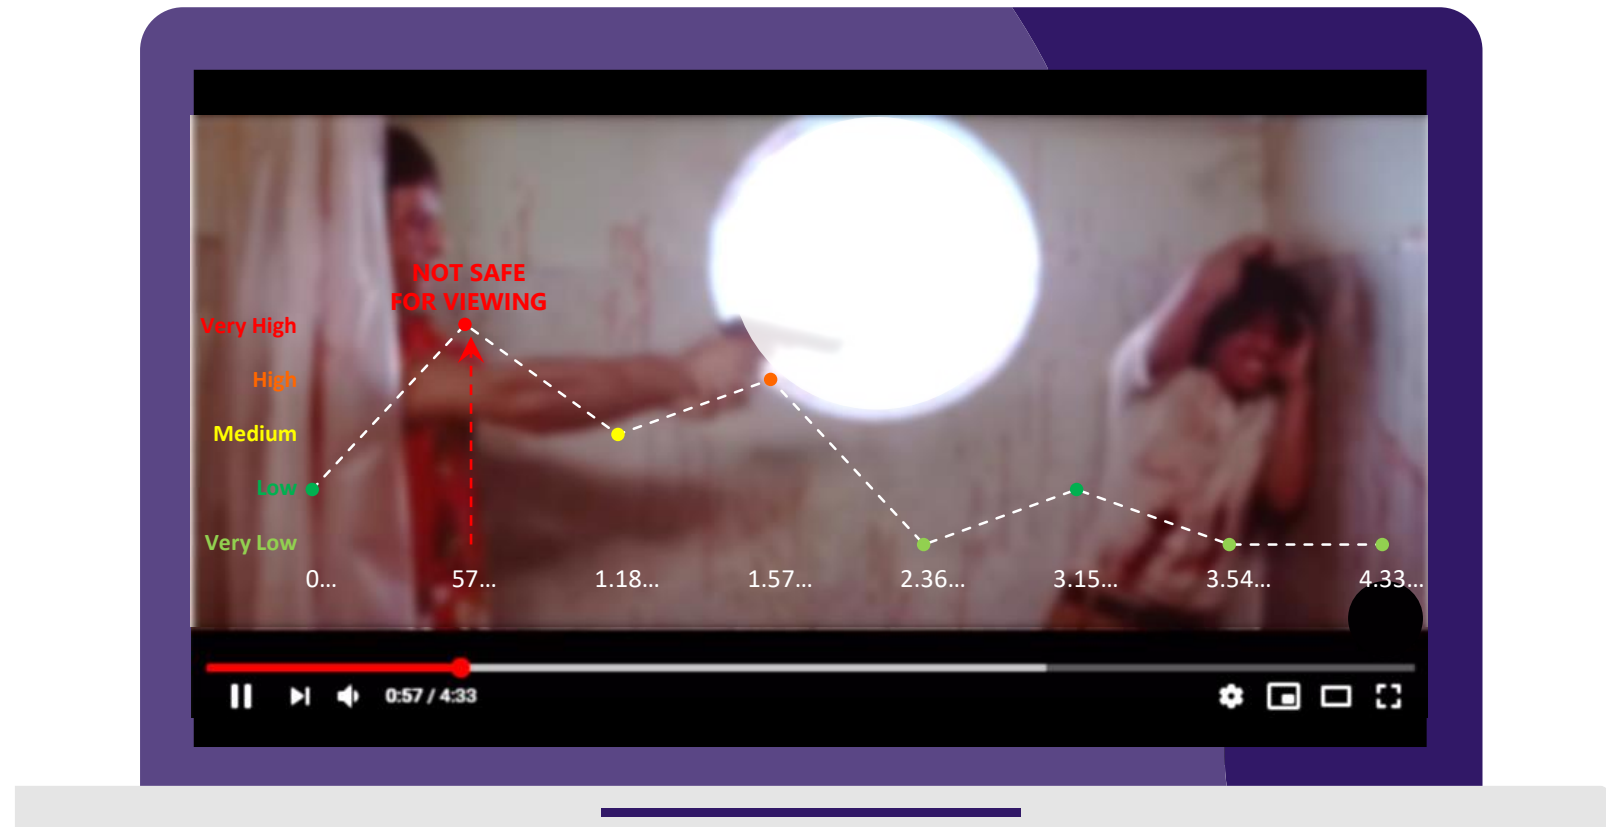 NOT SAFE
FOR VIEWING
Very High
High
Medium
Low
Very Low
0...
57...
1.18...
1.57...
2.36...
3.15...
3.54...
4.33...
0:57 / 4:33